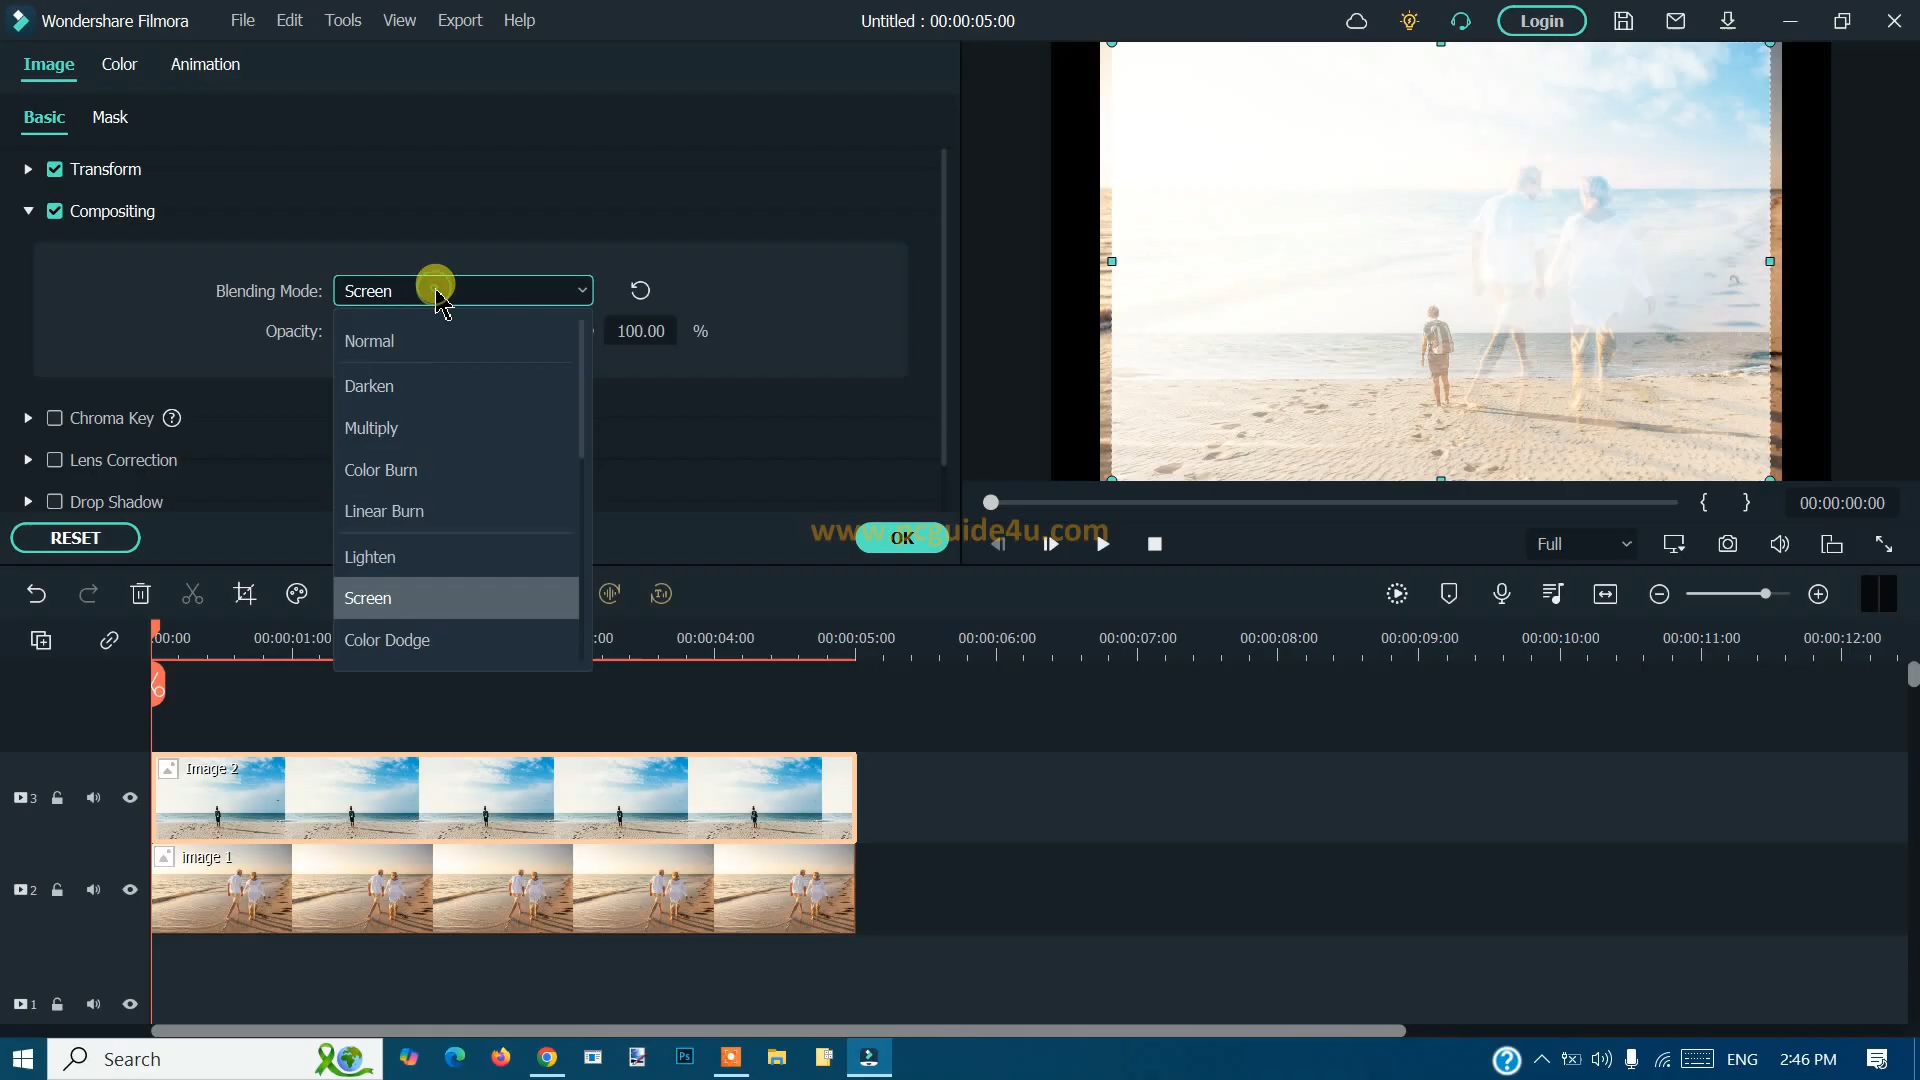 Wondershare Filmora File Edit Tools View Export Help Untitled : 00:00:05:00 Login
Image Color Animation
Basic Mask
Transform
Compositing
Blending Mode: Screen
Opacity: 100.00 %
Normal
Darken
Multiply
Color Burn
Linear Burn
Lighten
Screen
Color Dodge
Chroma Key ?
Lens Correction
Drop Shadow
RESET OK
www.pcguide4u.com
{ } 00:00:00:00
Full
:00:00 00:00:01:00 :00 00:00:04:00 00:00:05:00 00:00:06:00 00:00:07:00 00:00:08:00 00:00:09:00 00:00:10:00 00:00:11:00 00:00:12:00
Image 2
3
image 1
2
1
Search Ps ? ENG 2:46 PM